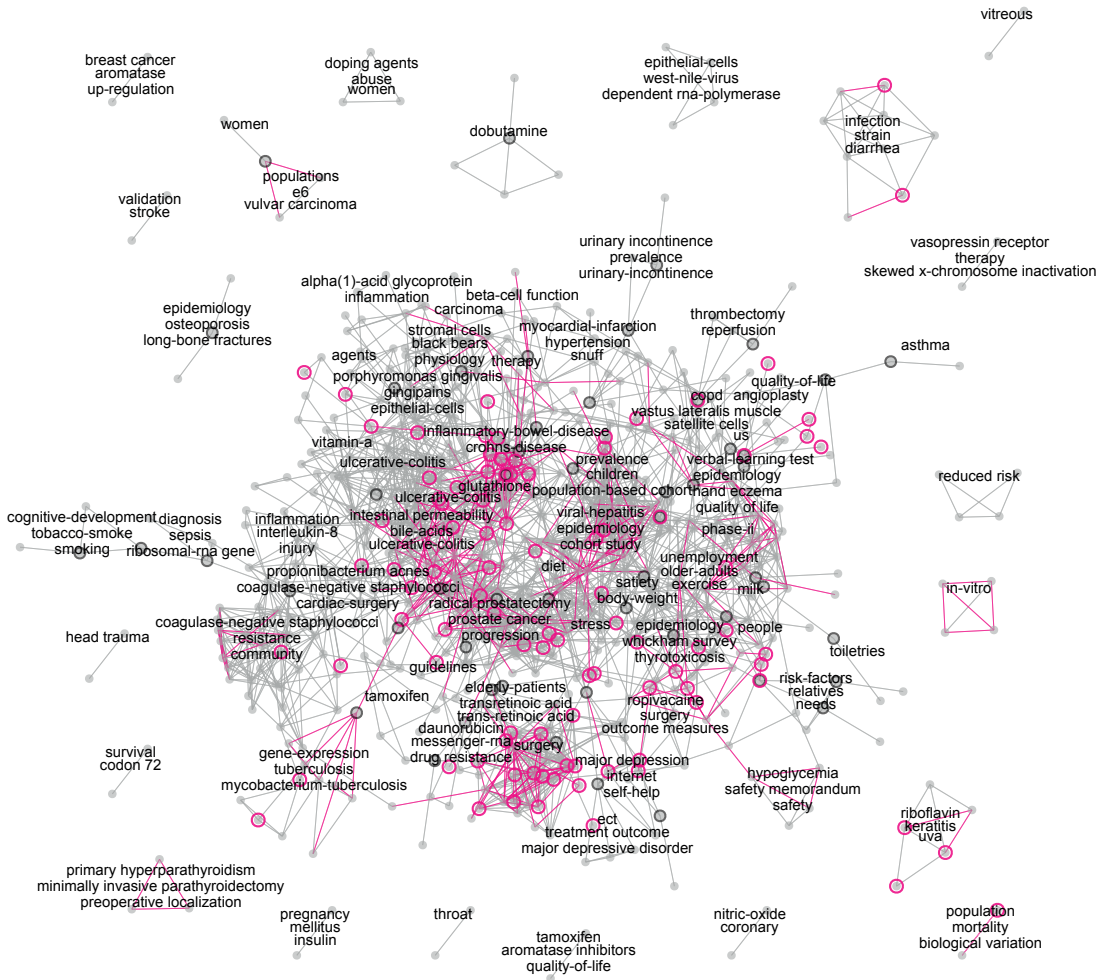 vitreous
breast cancer
aromatase
up-regulation
doping agents
abuse
women
epithelial-cells
west-nile-virus
dependent rna-polymerase
infection
strain
diarrhea
women
dobutamine
populations
e6
vulvar carcinoma
validation
stroke
urinary incontinence
prevalence
urinary-incontinence
vasopressin receptor
therapy
skewed x-chromosome inactivation
alpha(1)-acid glycoprotein
inflammation
beta-cell function
carcinoma
epidemiology
osteoporosis
long-bone fractures
stromal cells
black bears
physiology
therapy
myocardial-infarction
hypertension
snuff
thrombectomy
reperfusion
asthma
agents
porphyromonas gingivalis
gingipains
epithelial-cells
quality-of-life
copd
angioplasty
vastus lateralis muscle
satellite cells
us
vitamin-a
inflammatory-bowel-disease
crohns-disease
verbal-learning test
epidemiology
hand eczema
quality of life
ulcerative-colitis
glutathione
prevalence
children
population-based cohort
reduced risk
ulcerative-colitis
intestinal permeability
bile-acids
ulcerative-colitis
viral-hepatitis
epidemiology
cohort study
phase-ii
cognitive-development
tobacco-smoke
smoking
diagnosis
sepsis
ribosomal-rna gene
inflammation
interleukin-8
injury
diet
unemployment
older-adults
exercise
milk
in-vitro
propionibacterium acnes
coagulase-negative staphylococci
cardiac-surgery
satiety
body-weight
radical prostatectomy
prostate cancer
progression
stress
coagulase-negative staphylococci
resistance
community
epidemiology
whickham survey
thyrotoxicosis
people
head trauma
toiletries
guidelines
risk-factors
relatives
needs
tamoxifen
elderly-patients
transretinoic acid
trans-retinoic acid
ropivacaine
surgery
outcome measures
daunorubicin
messenger-rna
drug resistance
surgery
survival
codon 72
gene-expression
tuberculosis
mycobacterium-tuberculosis
major depression
internet
self-help
hypoglycemia
safety memorandum
safety
ect
treatment outcome
major depressive disorder
riboflavin
keratitis
uva
primary hyperparathyroidism
minimally invasive parathyroidectomy
preoperative localization
pregnancy
mellitus
insulin
throat
tamoxifen
aromatase inhibitors
quality-of-life
nitric-oxide
coronary
population
mortality
biological variation